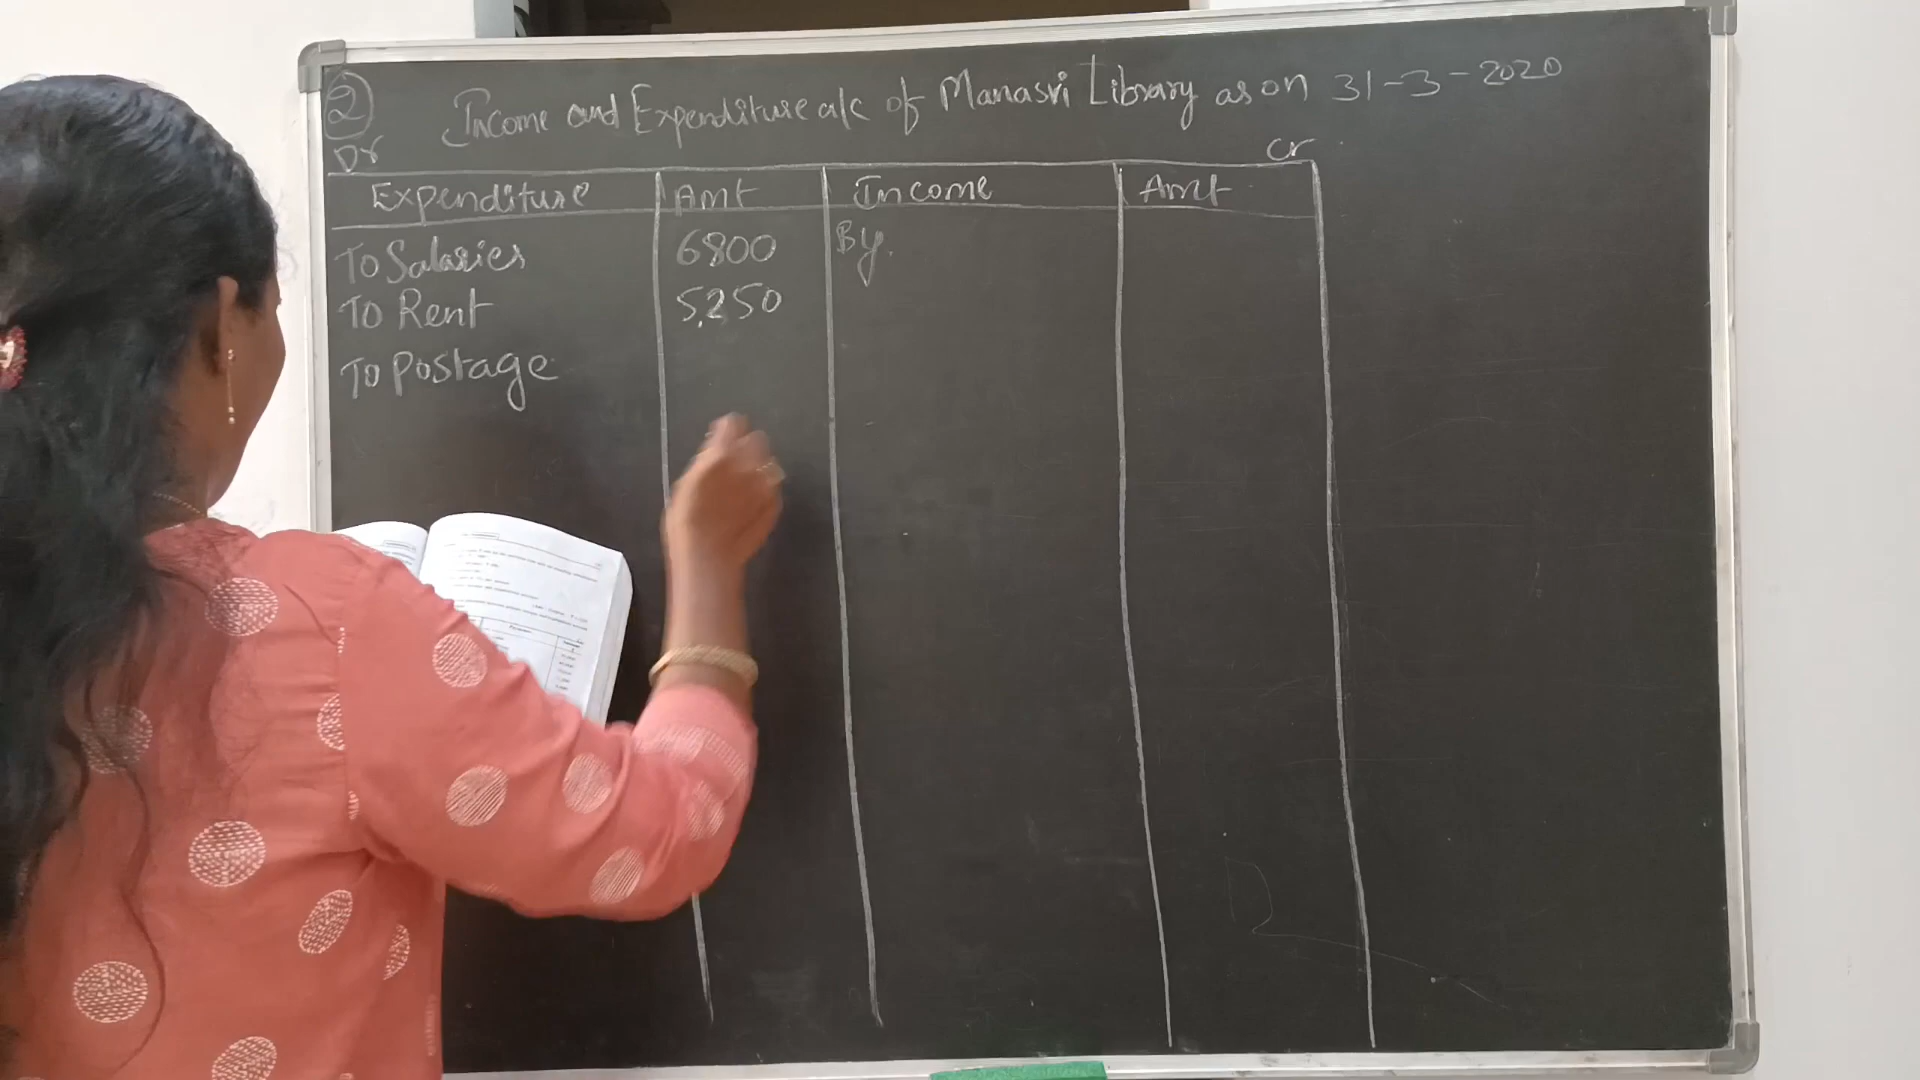 2
Income and Expenditure a/c of Manasri Library as on 31-3-2020
Dr
Cr
Expenditure Amt Income Amt
To Salaries 6800 By
To Rent 5,250
To Postage